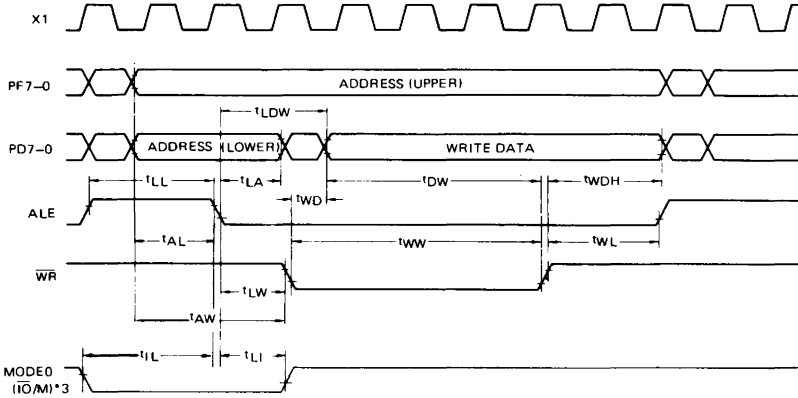 X1
PF7-0
ADDRESS (UPPER)
tLDW
PD7-0
ADDRESS (LOWER)
WRITE DATA
tLL
tLA
tWD
tDW
tWDH
ALE
tAL
tWW
tWL
WR
tLW
tAW
tIL
tLI
MODE0
(IO/M)*3